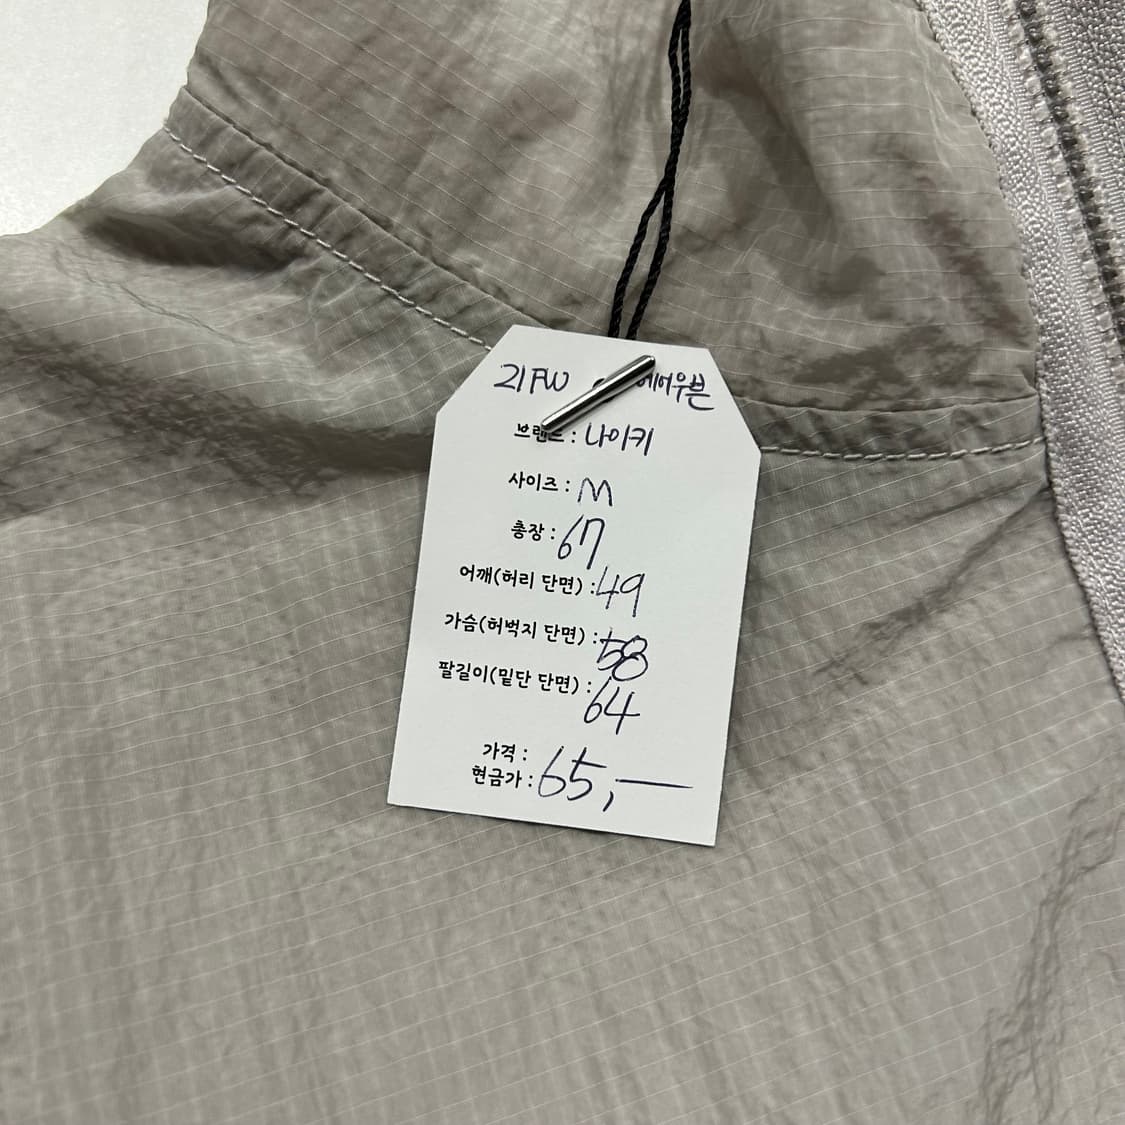 21FW 에어우븐
브랜드 : 나이키
사이즈 : M
총장 : 67
어깨(허리 단면) : 49
가슴(허벅지 단면) : 58
팔길이(밑단 단면) : 64
가격 :
현금가 : 65,—